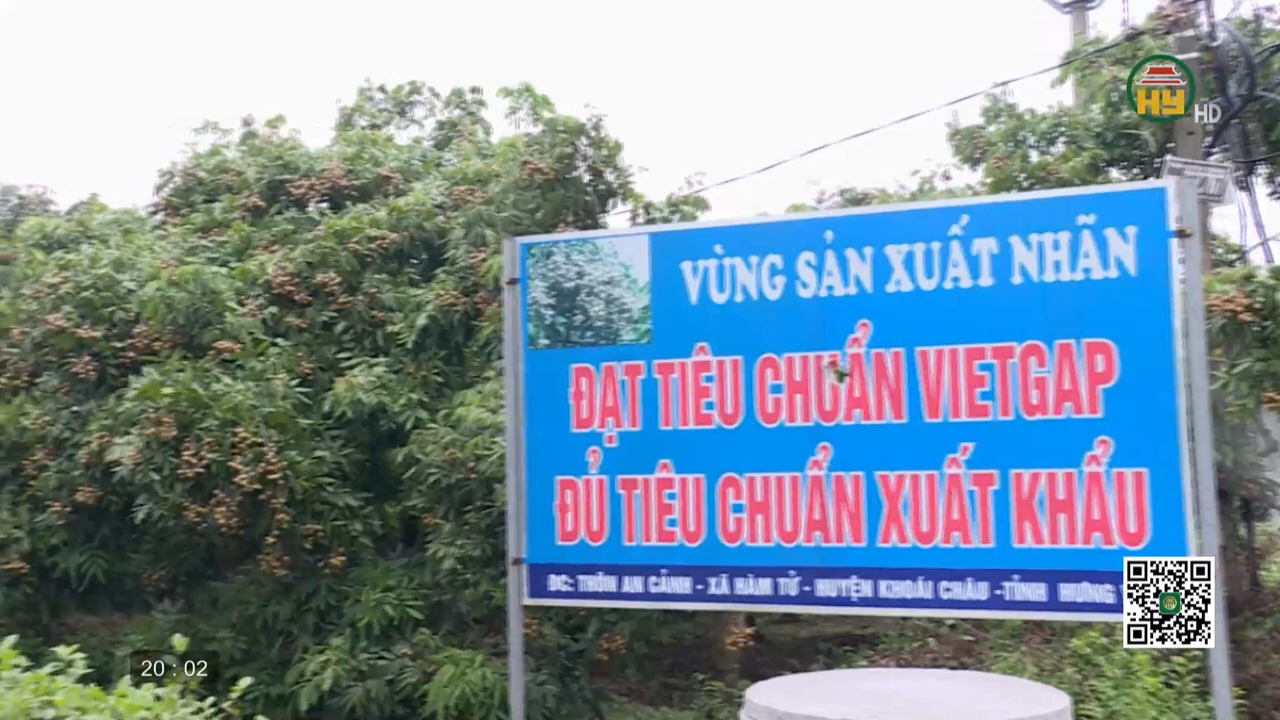 HY HD
VÙNG SẢN XUẤT NHÃN
ĐẠT TIÊU CHUẨN VIETGAP
ĐỦ TIÊU CHUẨN XUẤT KHẨU
ĐC: THÔN AN CẢNH - XÃ HÀM TỬ - HUYỆN KHOÁI CHÂU -TỈNH HƯNG
20 : 02